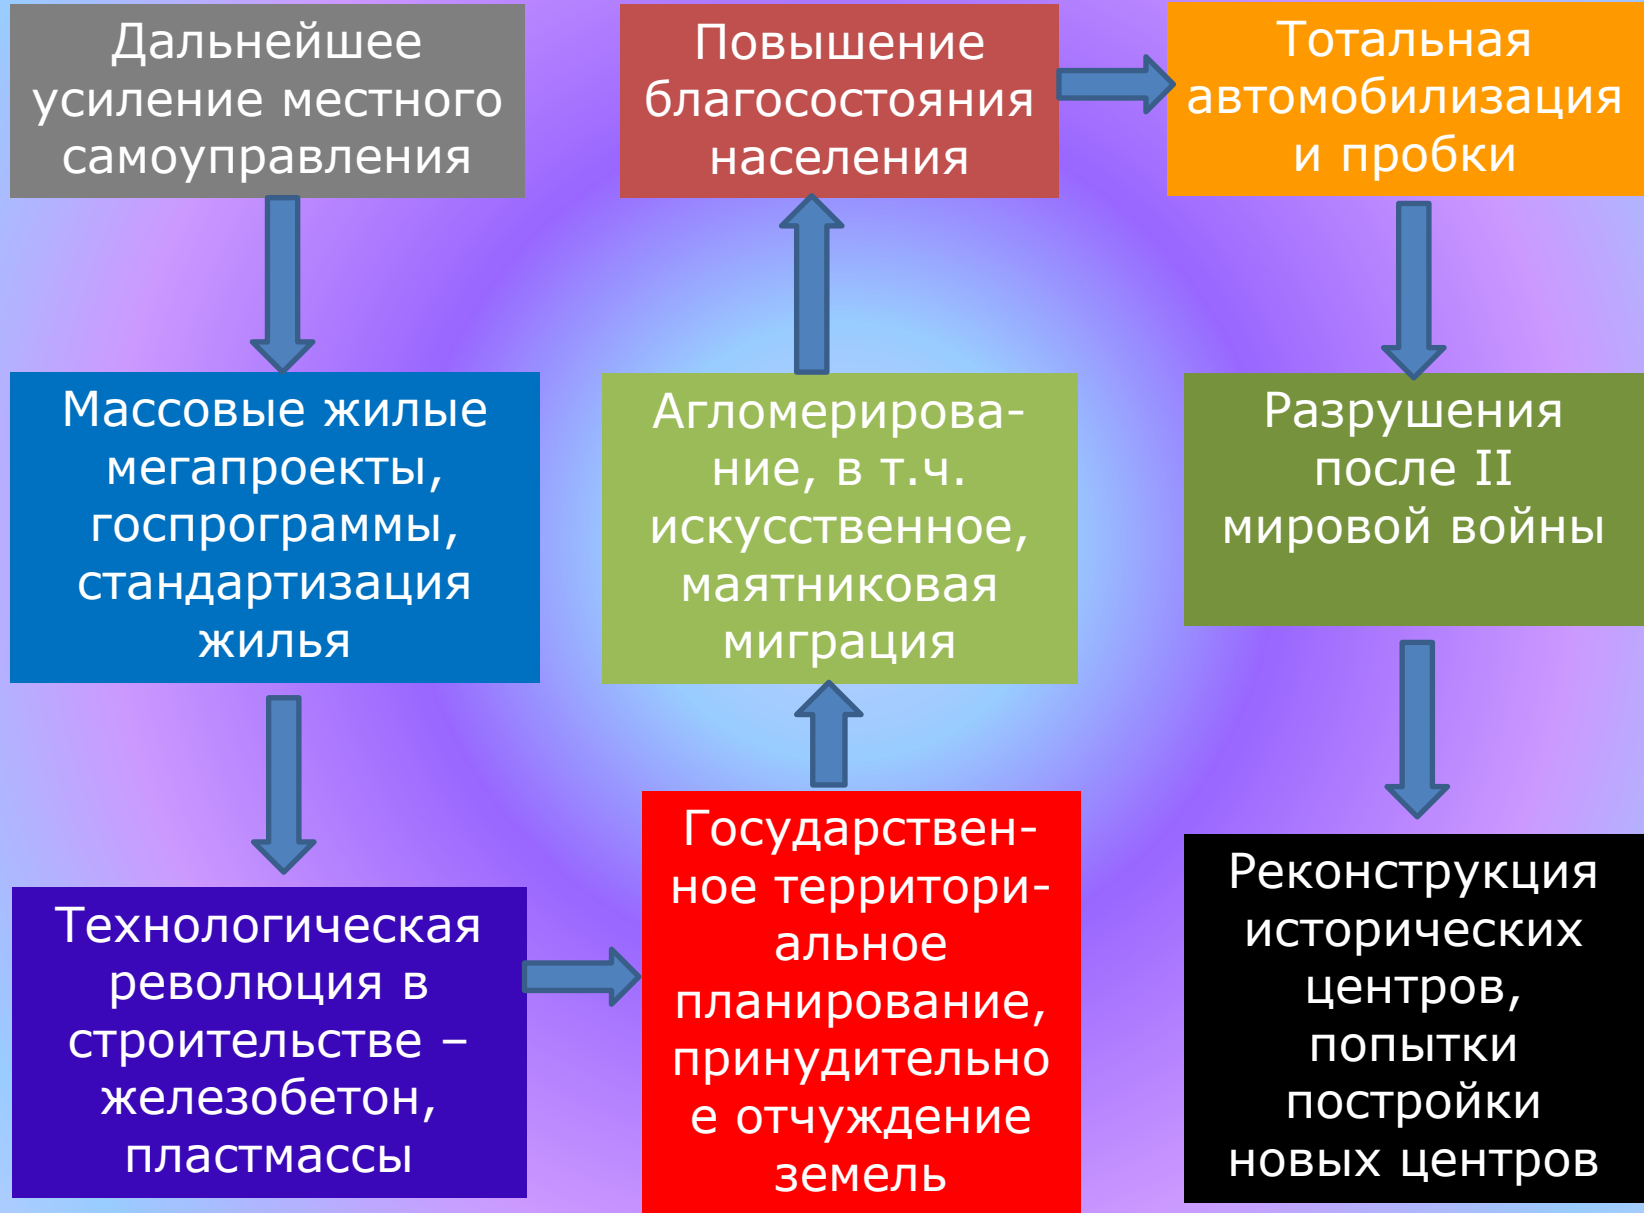 Дальнейшее
усиление местного
самоуправления
Массовые жилые
мегапроекты,
госпрограммы,
стандартизация
жилья
Технологическая
революция в
строительстве –
железобетон,
пластмассы
Государствен-
ное территори-
альное
планирование,
принудительно
е отчуждение
земель
Агломерирова-
ние, в т.ч.
искусственное,
маятниковая
миграция
Повышение
благосостояния
населения
Тотальная
автомобилизация
и пробки
Разрушения
после II
мировой войны
Реконструкция
исторических
центров,
попытки
постройки
новых центров